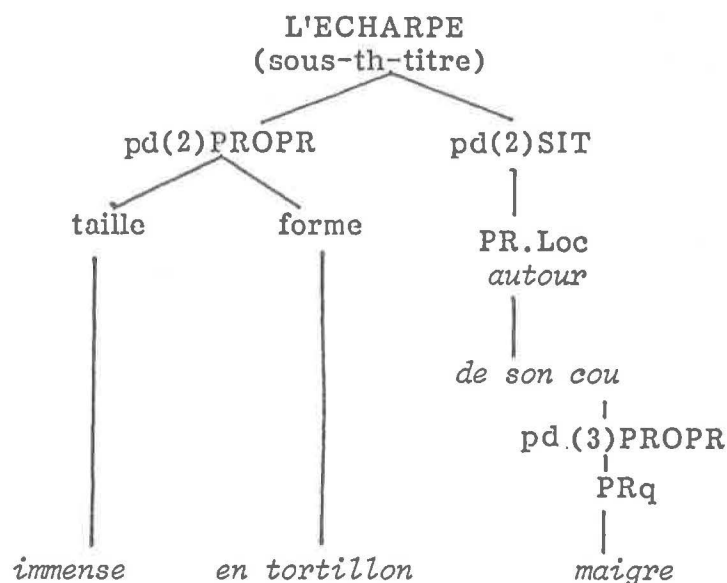 L'ECHARPE
(sous-th-titre)
pd(2)PROPR pd(2)SIT
taille forme
PR.Loc
autour
de son cou
pd.(3)PROPR
PRq
immense en tortillon maigre